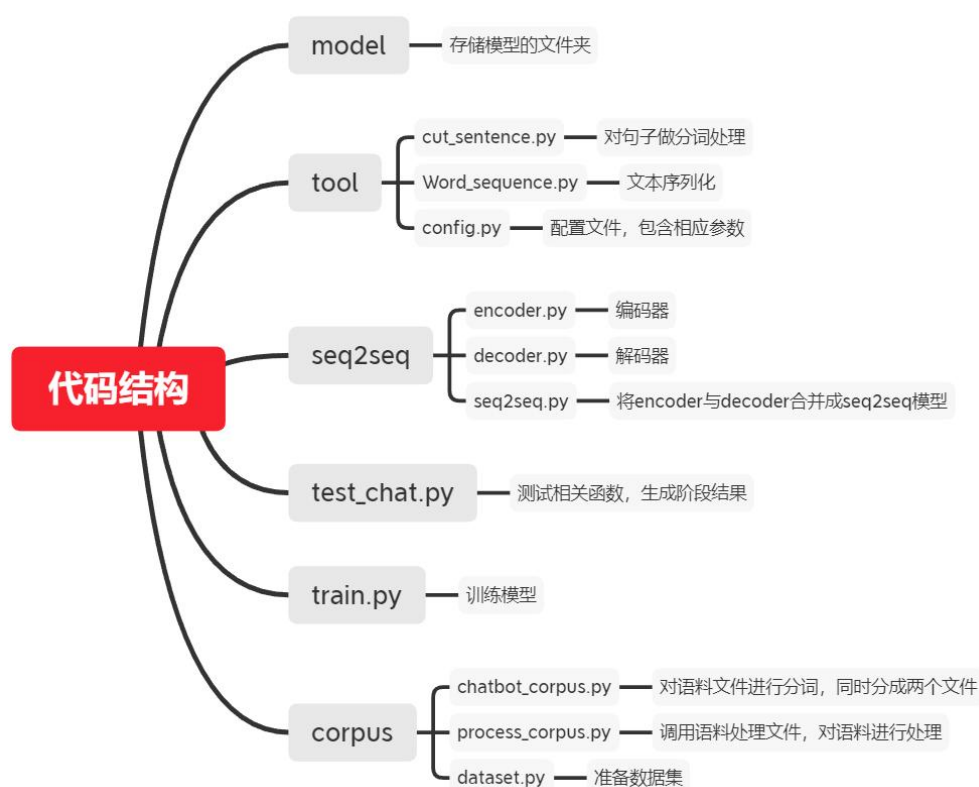 代码结构
model
存储模型的文件夹
tool
cut_sentence.py
对句子做分词处理
Word_sequence.py
文本序列化
config.py
配置文件，包含相应参数
seq2seq
encoder.py
编码器
decoder.py
解码器
seq2seq.py
将encoder与decoder合并成seq2seq模型
test_chat.py
测试相关函数，生成阶段结果
train.py
训练模型
corpus
chatbot_corpus.py
对语料文件进行分词，同时分成两个文件
process_corpus.py
调用语料处理文件，对语料进行处理
dataset.py
准备数据集